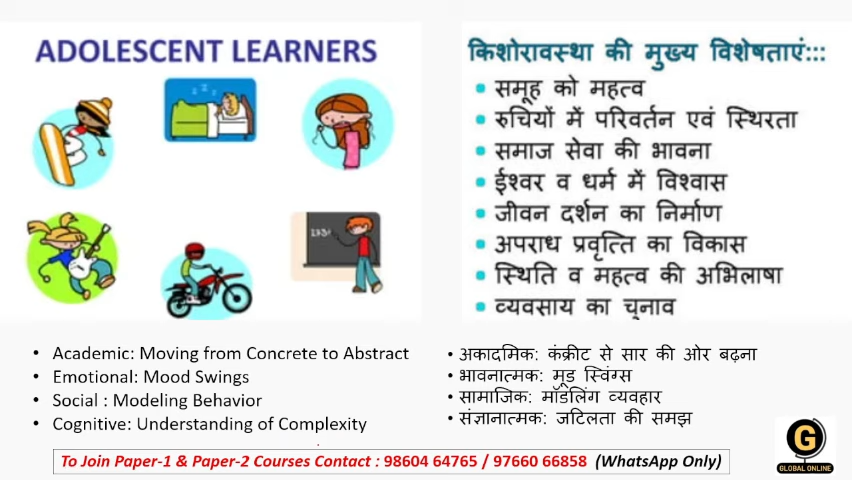 ADOLESCENT LEARNERS
किशोरावस्था की मुख्य विशेषताएं:::
• समूह को महत्व
• रुचियों में परिवर्तन एवं स्थिरता
• समाज सेवा की भावना
• ईश्वर व धर्म में विश्वास
• जीवन दर्शन का निर्माण
• अपराध प्रवृत्ति का विकास
• स्थिति व महत्व की अभिलाषा
• व्यवसाय का चुनाव
• Academic: Moving from Concrete to Abstract
• Emotional: Mood Swings
• Social : Modeling Behavior
• Cognitive: Understanding of Complexity
• अकादमिक: कंक्रीट से सार की ओर बढ़ना
• भावनात्मक: मूड स्विंग्स
• सामाजिक: मॉडलिंग व्यवहार
• संज्ञानात्मक: जटिलता की समझ
To Join Paper-1 & Paper-2 Courses Contact : 98604 64765 / 97660 66858 (WhatsApp Only)
G
GLOBAL ONLINE